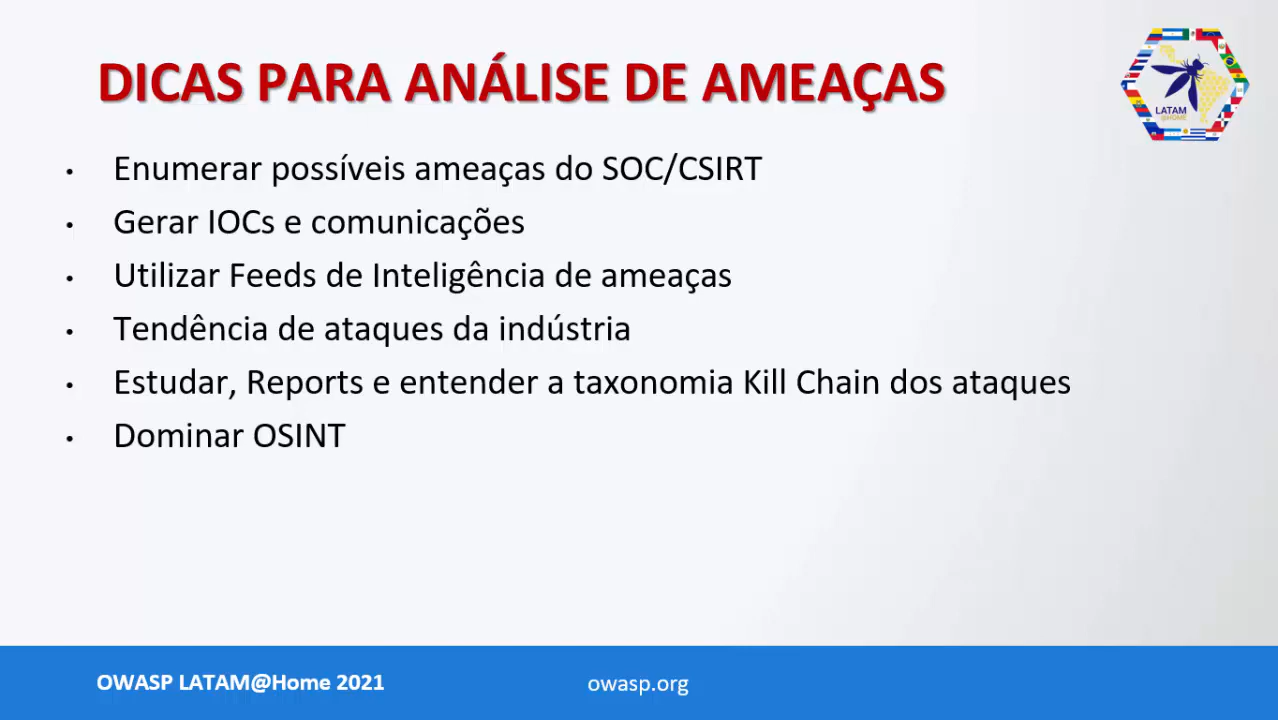 DICAS PARA ANÁLISE DE AMEAÇAS
LATAM
@HOME
• Enumerar possíveis ameaças do SOC/CSIRT
• Gerar IOCs e comunicações
• Utilizar Feeds de Inteligência de ameaças
• Tendência de ataques da indústria
• Estudar, Reports e entender a taxonomia Kill Chain dos ataques
• Dominar OSINT
OWASP LATAM@Home 2021
owasp.org